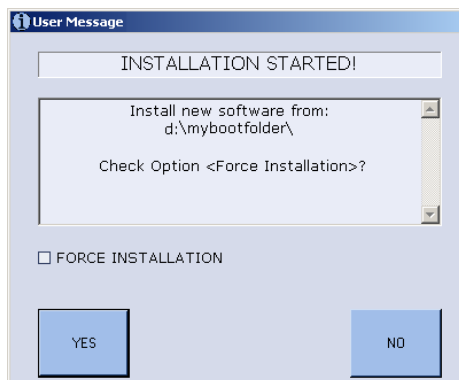 User Message
INSTALLATION STARTED!
Install new software from:
d:\mybootfolder\
Check Option <Force Installation>?
FORCE INSTALLATION
YES
NO